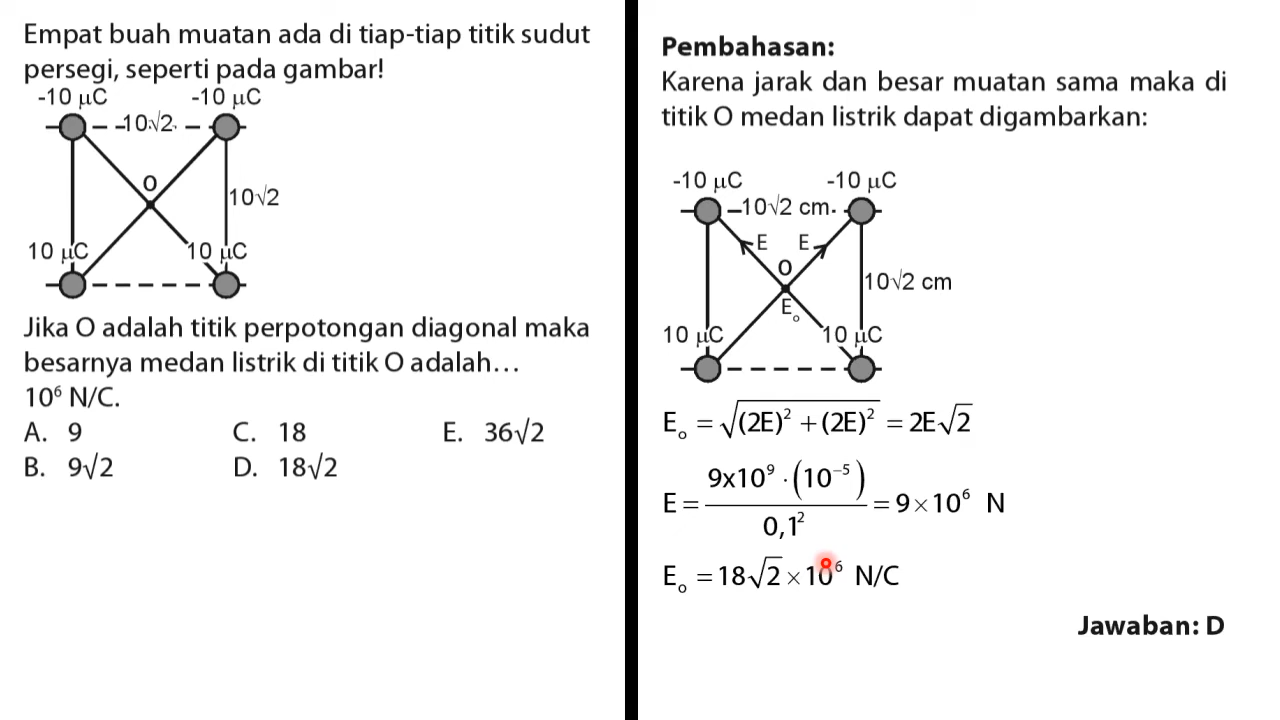 Empat buah muatan ada di tiap-tiap titik sudut
persegi, seperti pada gambar!
-10 μC -10 μC
10√2
O
10√2
10 μC 10 μC
Jika O adalah titik perpotongan diagonal maka
besarnya medan listrik di titik O adalah…
10⁶ N/C.
A. 9 C. 18 E. 36√2
B. 9√2 D. 18√2
Pembahasan:
Karena jarak dan besar muatan sama maka di
titik O medan listrik dapat digambarkan:
-10 μC -10 μC
10√2 cm
E E
O
10√2 cm
Eₒ
10 μC 10 μC
Eₒ = √((2E)² + (2E)²) = 2E√2
E = 9x10⁹ · (10⁻⁵) / 0,1² = 9 × 10⁶ N
Eₒ = 18√2 × 10⁶ N/C
Jawaban: D